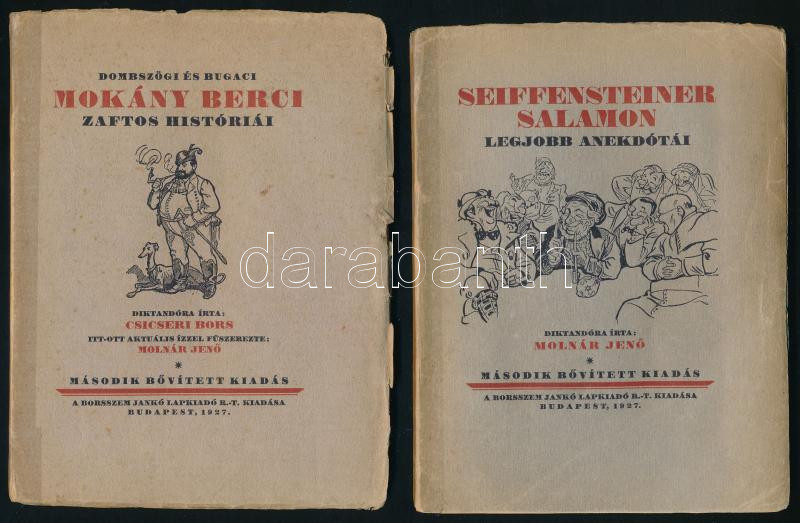 DOMBSZÖGI ÉS BUGACI
MOKÁNY BERCI
ZAFTOS HISTÓRIÁI
DIKTANDÓRA ÍRTA:
CSICSERI BORS
ITT-OTT AKTUÁLIS ÍZZEL FŰSZEREZTE:
MOLNÁR JENŐ
*
MÁSODIK BŐVÍTETT KIADÁS
A BORSSZEM JANKÓ LAPKIADÓ R.-T. KIADÁSA
BUDAPEST, 1927.
SEIFFENSTEINER
SALAMON
LEGJOBB ANEKDÓTÁI
DIKTANDÓRA ÍRTA:
MOLNÁR JENŐ
*
MÁSODIK BŐVÍTETT KIADÁS
A BORSSZEM JANKÓ LAPKIADÓ R.-T. KIADÁSA
BUDAPEST, 1927.
darabanth